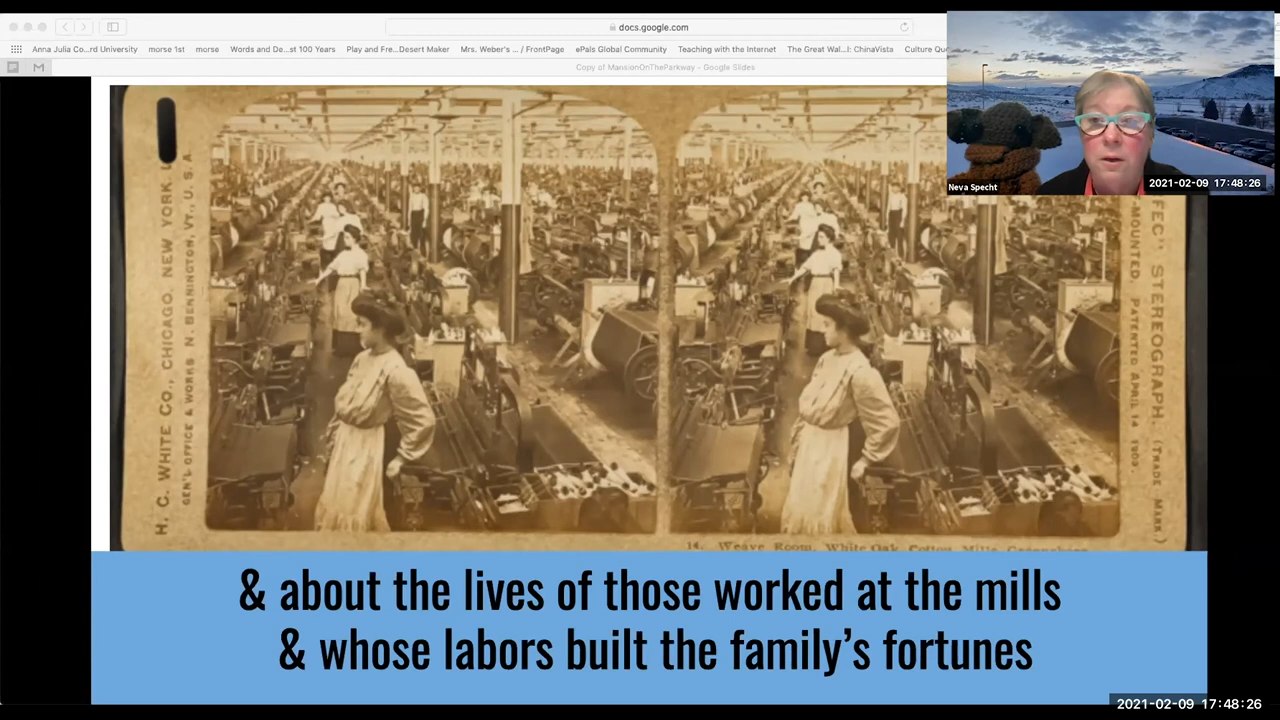 docs.google.com
Anna Julia Co...rd University
morse 1st
morse
Words and De...st 100 Years
Play and Fre...Desert Maker
Mrs. Weber's ... / FrontPage
ePals Global Community
Teaching with the Internet
The Great Wal...l: ChinaVista
Culture Qu
Copy of MansionOnTheParkway - Google Slides
Neva Specht
2021-02-09 17:48:26
H. C. WHITE CO., CHICAGO, NEW YORK
GEN'L OFFICE & WORKS N. BENNINGTON, VT., U. S. A
FEC" STEREOGRAPH. (TRADE MARK.)
MOUNTED PATENTED APRIL 14 1903.
14. Weave Room, White Oak Cotton Mills,
& about the lives of those worked at the mills
& whose labors built the family's fortunes
2021-02-09 17:48:26